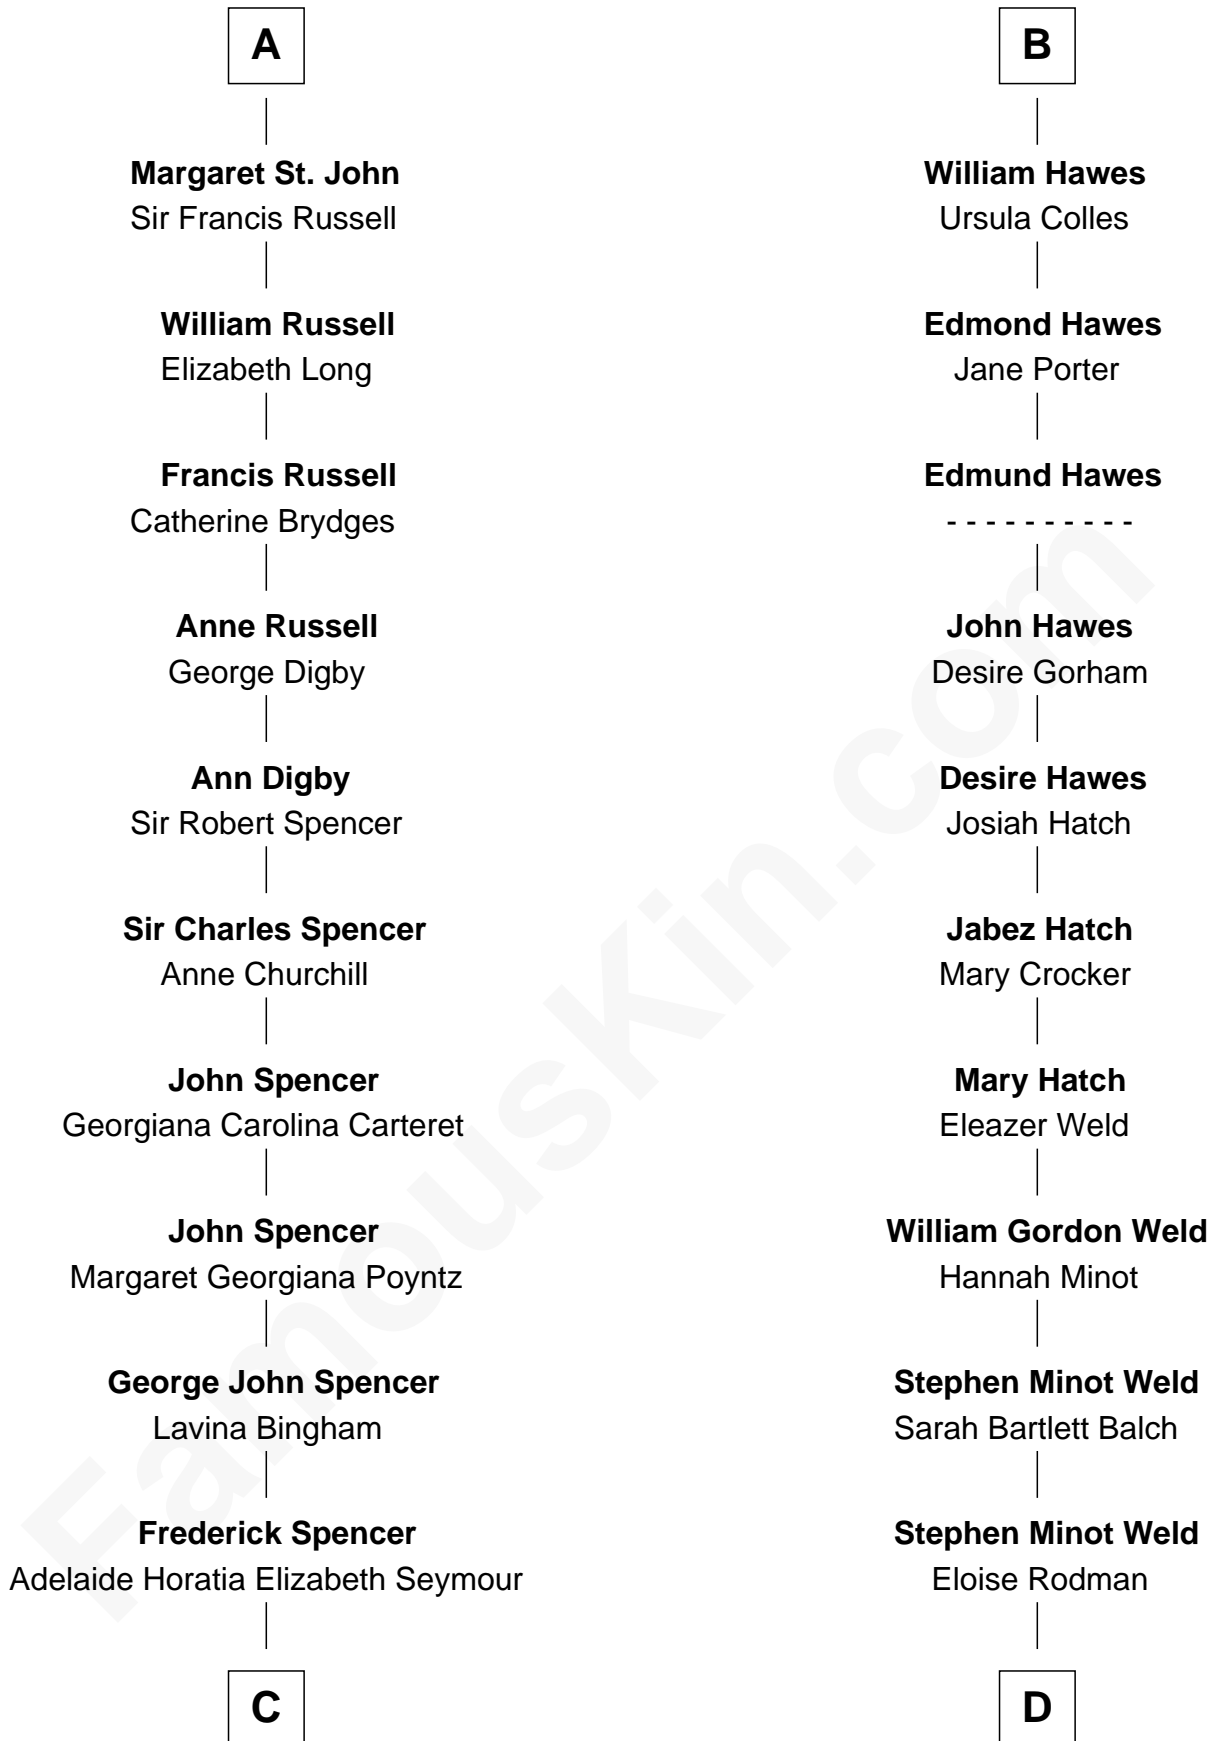 A
Margaret St. John
Sir Francis Russell
William Russell
Elizabeth Long
Francis Russell
Catherine Brydges
Anne Russell
George Digby
Ann Digby
Sir Robert Spencer
Sir Charles Spencer
Anne Churchill
John Spencer
Georgiana Carolina Carteret
John Spencer
Margaret Georgiana Poyntz
George John Spencer
Lavina Bingham
Frederick Spencer
Adelaide Horatia Elizabeth Seymour
C
B
William Hawes
Ursula Colles
Edmond Hawes
Jane Porter
Edmund Hawes
- - - - - - - - - -
John Hawes
Desire Gorham
Desire Hawes
Josiah Hatch
Jabez Hatch
Mary Crocker
Mary Hatch
Eleazer Weld
William Gordon Weld
Hannah Minot
Stephen Minot Weld
Sarah Bartlett Balch
Stephen Minot Weld
Eloise Rodman
D
FamousKin.com